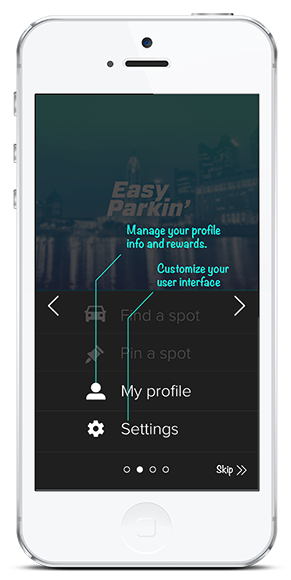 Easy
Parkin'
Manage your profile
info and rewards.
Customize your
user interface
Find a spot
Pin a spot
My profile
Settings
Skip